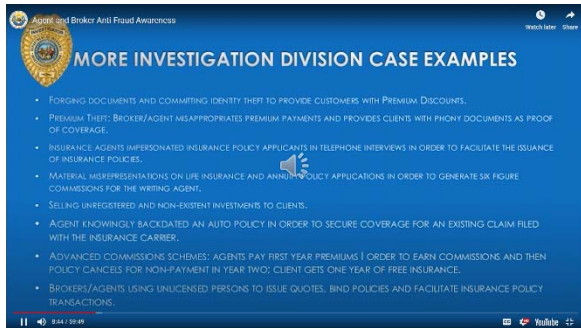 Agent and Broker Anti Fraud Awareness
Watch later
Share
MORE INVESTIGATION DIVISION CASE EXAMPLES
• FORGING DOCUMENTS AND COMMITTING IDENTITY THEFT TO PROVIDE CUSTOMERS WITH PREMIUM DISCOUNTS.
• PREMIUM THEFT: BROKER/AGENT MISAPPROPRIATES PREMIUM PAYMENTS AND PROVIDES CLIENTS WITH PHONY DOCUMENTS AS PROOF
OF COVERAGE.
• INSURANCE AGENTS IMPERSONATED INSURANCE POLICY APPLICANTS IN TELEPHONE INTERVIEWS IN ORDER TO FACILITATE THE ISSUANCE
OF INSURANCE POLICIES.
• MATERIAL MISREPRESENTATIONS ON LIFE INSURANCE AND ANNUITY POLICY APPLICATIONS IN ORDER TO GENERATE SIX FIGURE
COMMISSIONS FOR THE WRITING AGENT.
• SELLING UNREGISTERED AND NON-EXISTENT INVESTMENTS TO CLIENTS.
• AGENT KNOWINGLY BACKDATED AN AUTO POLICY IN ORDER TO SECURE COVERAGE FOR AN EXISTING CLAIM FILED
WITH THE INSURANCE CARRIER.
• ADVANCED COMMISSIONS SCHEMES: AGENTS PAY FIRST YEAR PREMIUMS I ORDER TO EARN COMMISSIONS AND THEN
POLICY CANCELS FOR NON-PAYMENT IN YEAR TWO; CLIENT GETS ONE YEAR OF FREE INSURANCE.
• BROKERS/AGENTS USING UNLICENSED PERSONS TO ISSUE QUOTES, BIND POLICIES AND FACILITATE INSURANCE POLICY
TRANSACTIONS.
8:44 / 59:49
YouTube